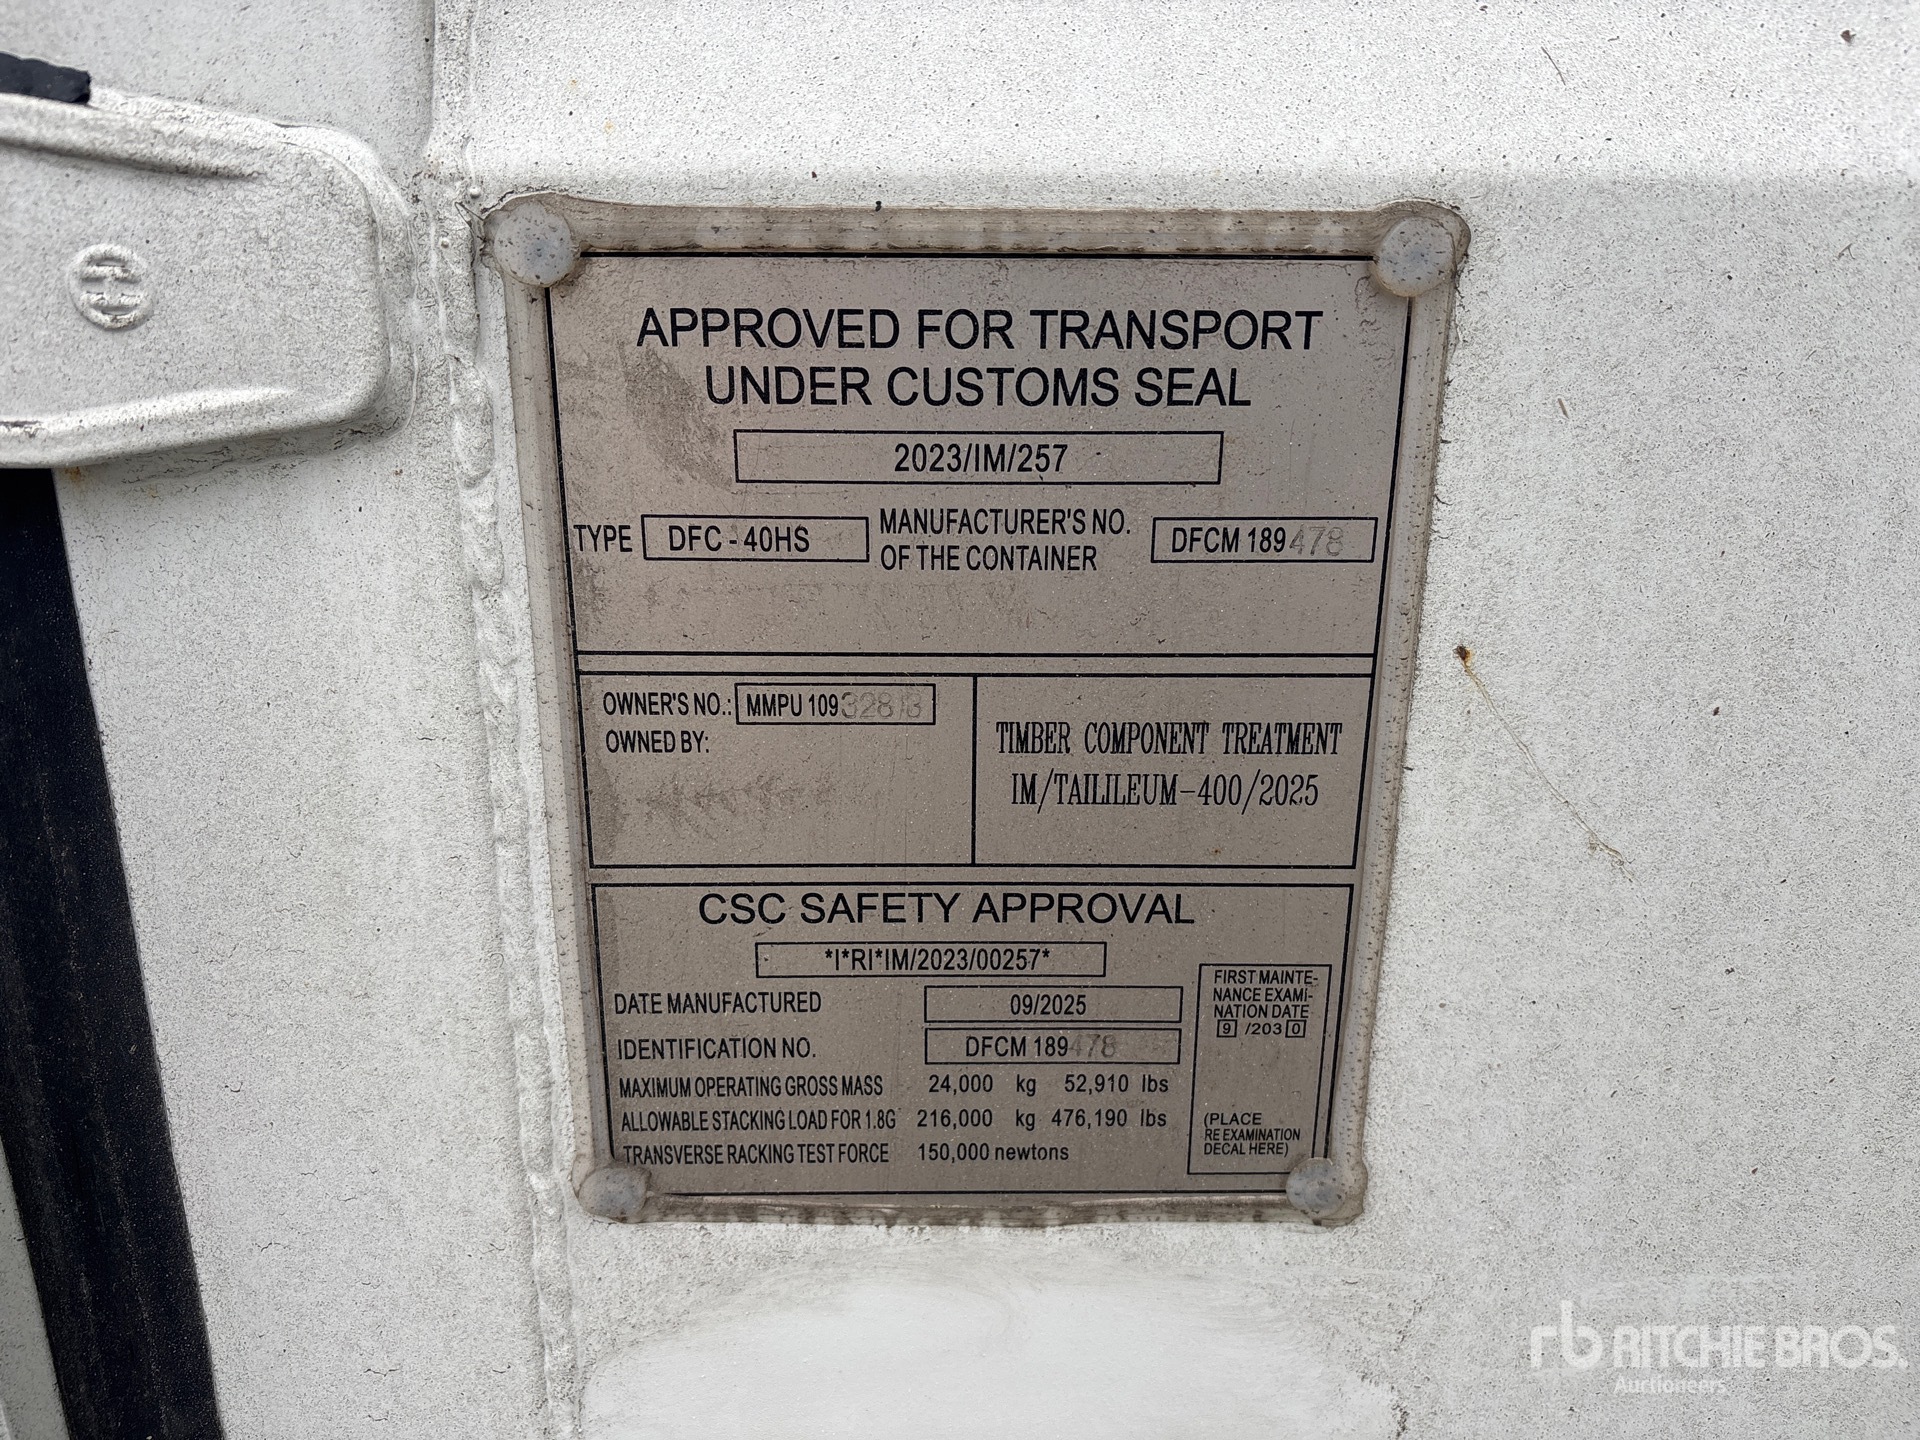 APPROVED FOR TRANSPORT
UNDER CUSTOMS SEAL
2023/IM/257
TYPE DFC - 40HS MANUFACTURER'S NO. OF THE CONTAINER DFCM 189478
OWNER'S NO.: MMPU 109328 3
OWNED BY:
TIMBER COMPONENT TREATMENT
IM/TAILILEUM-400/2025
CSC SAFETY APPROVAL
*I*RI*IM/2023/00257*
DATE MANUFACTURED 09/2025
IDENTIFICATION NO. DFCM 189478
MAXIMUM OPERATING GROSS MASS 24,000 kg 52,910 lbs
ALLOWABLE STACKING LOAD FOR 1.8G 216,000 kg 476,190 lbs
TRANSVERSE RACKING TEST FORCE 150,000 newtons
FIRST MAINTE-
NANCE EXAMI-
NATION DATE
9 /203 0
(PLACE
RE EXAMINATION
DECAL HERE)
rb RITCHIE BROS.
Auctioneers